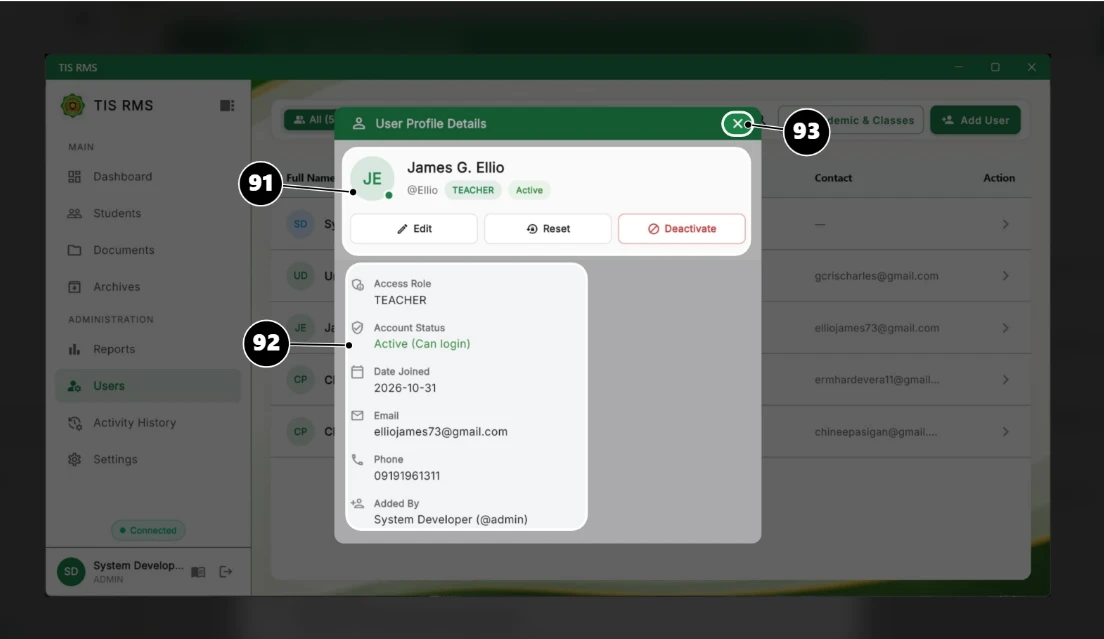 TIS RMS
TIS RMS
MAIN
Dashboard
Students
Documents
Archives
ADMINISTRATION
Reports
Users
Activity History
Settings
Connected
SD
System Develop...
ADMIN
All (5
& Classes
Add User
Full Name
Contact
Action
SD
—
UD
gcrischarles@gmail.com
JE
elliojames73@gmail.com
CP
ermhardevera11@gmail...
CP
chineepasigan@gmail....
User Profile Details
93
91
JE
James G. Ellio
@Ellio
TEACHER
Active
Edit
Reset
Deactivate
92
Access Role
TEACHER
Account Status
Active (Can login)
Date Joined
2026-10-31
Email
elliojames73@gmail.com
Phone
09191961311
Added By
System Developer (@admin)